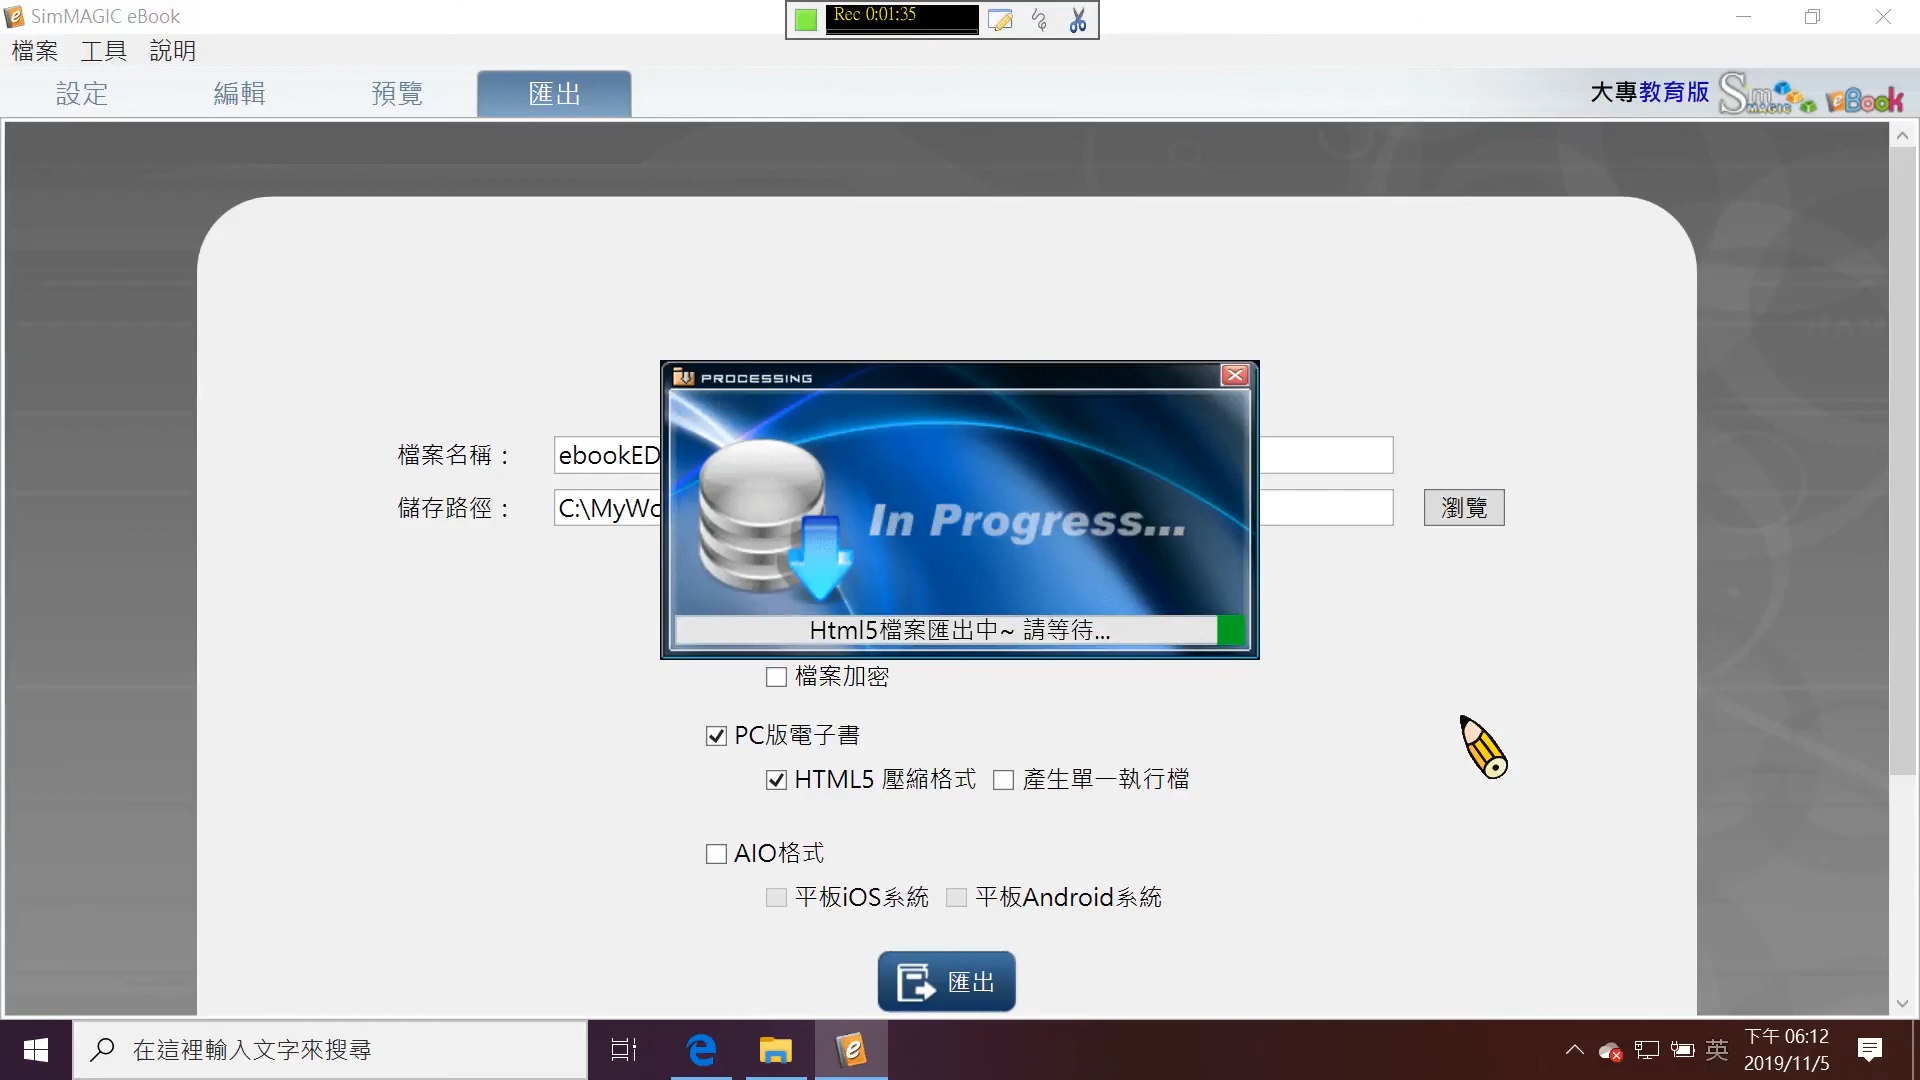 SimMAGIC eBook
Rec 0:01:35
檔案 工具 說明
設定 編輯 預覽 匯出
大專教育版 SimMAGIC eBook
PROCESSING
檔案名稱：
ebookED
儲存路徑：
C:\MyWo
瀏覽
In Progress...
Html5檔案匯出中~ 請等待...
檔案加密
PC版電子書
HTML5 壓縮格式 產生單一執行檔
AIO格式
平板iOS系統 平板Android系統
匯出
在這裡輸入文字來搜尋
英
下午 06:12
2019/11/5